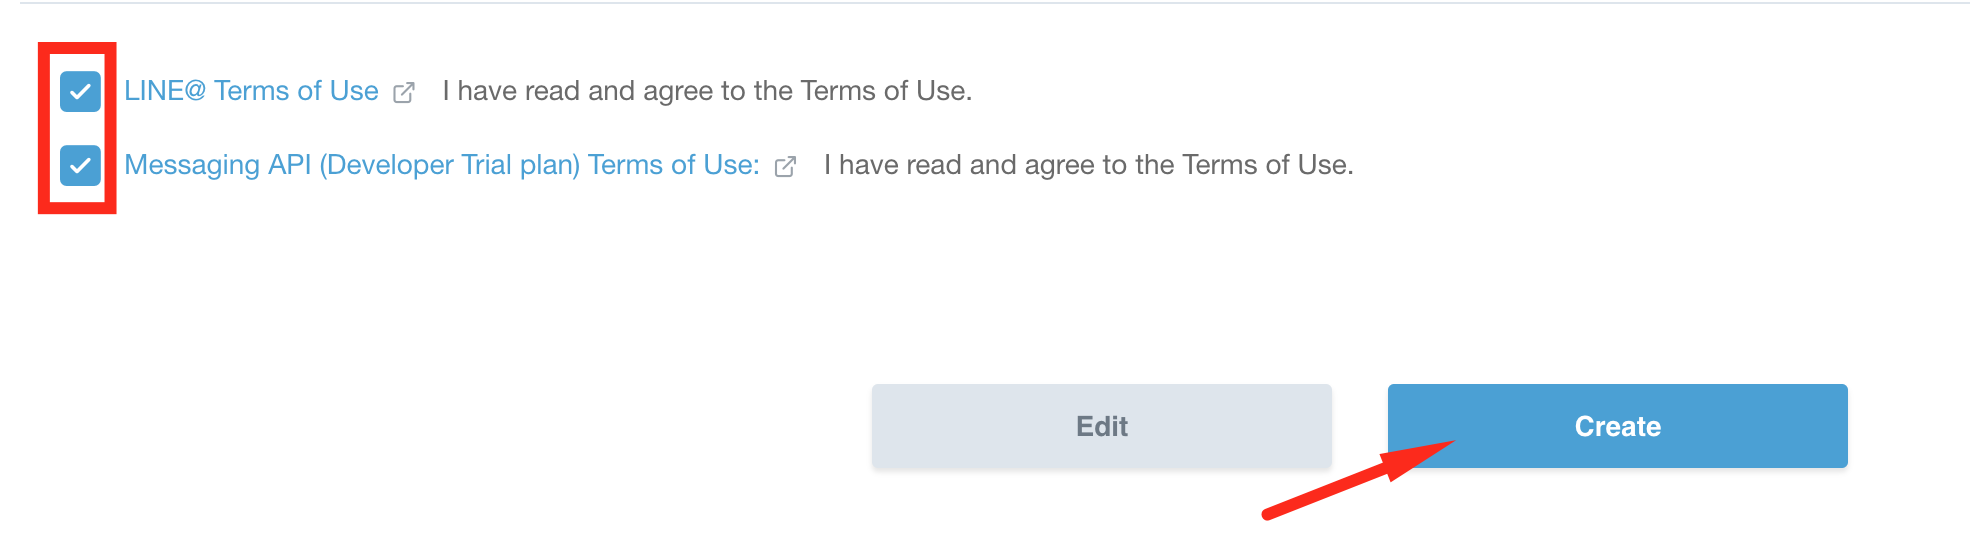 LINE@ Terms of Use I have read and agree to the Terms of Use.
Messaging API (Developer Trial plan) Terms of Use: I have read and agree to the Terms of Use.
Edit Create